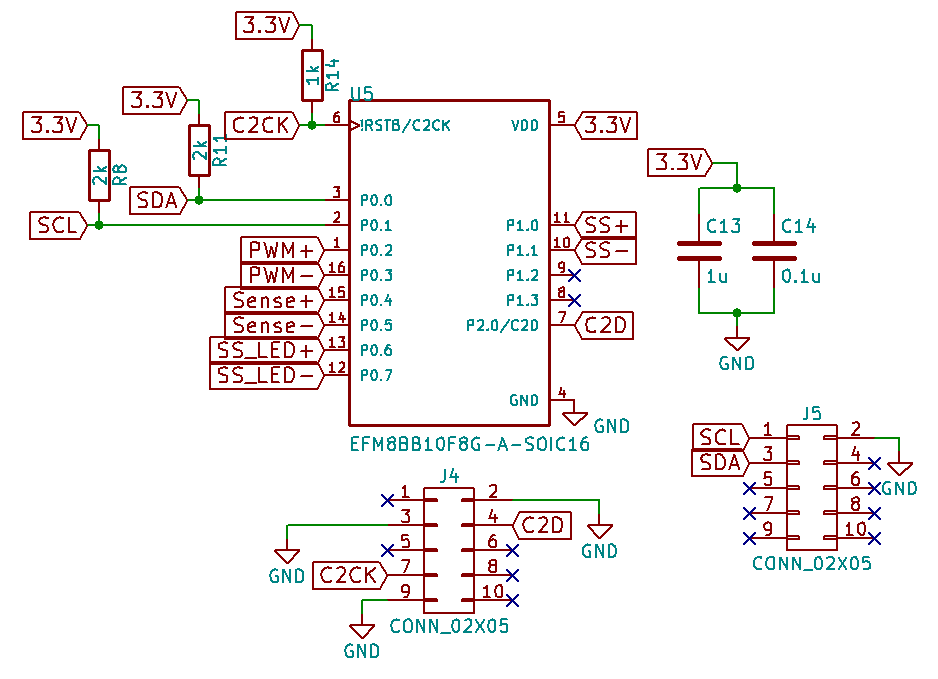 3.3V
1k
R14
3.3V
2k
R11
3.3V
2k
R8
U5
C2CK
6
!RSTB/C2CK
VDD
5
3.3V
3.3V
SDA
3
P0.0
SCL
2
P0.1
P1.0
11
SS+
PWM+
1
P0.2
P1.1
10
SS-
PWM-
16
P0.3
P1.2
9
Sense+
15
P0.4
P1.3
8
Sense-
14
P0.5
P2.0/C2D
7
C2D
SS_LED+
13
P0.6
SS_LED-
12
P0.7
GND
4
GND
EFM8BB10F8G-A-SOIC16
C13
1u
C14
0.1u
GND
J4
1
2
3
4
C2D
5
6
C2CK
7
8
9
10
GND
GND
GND
CONN_02X05
J5
SCL
1
2
SDA
3
4
5
6
7
8
9
10
GND
CONN_02X05